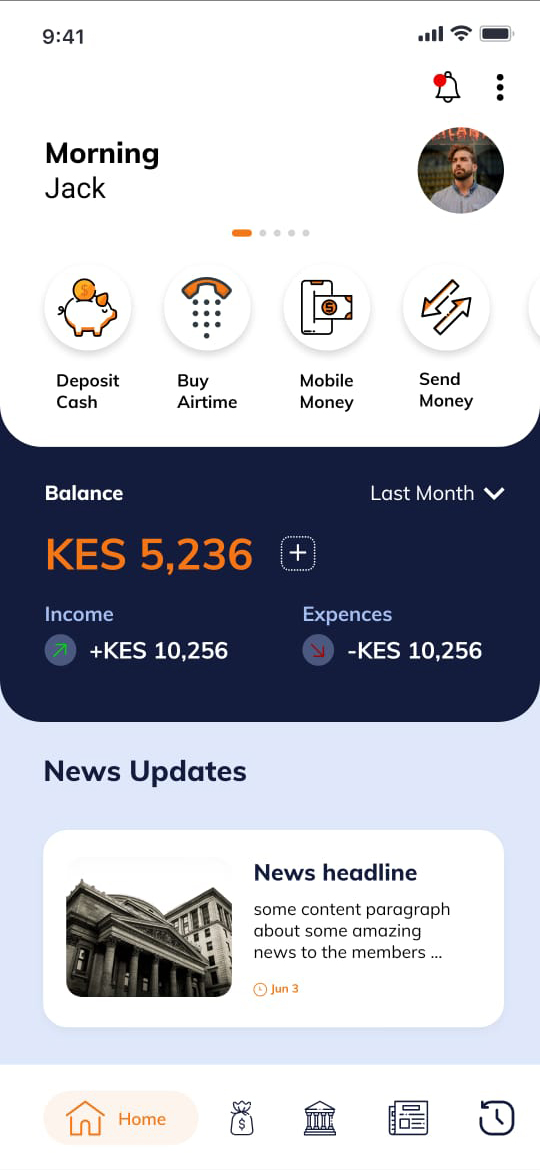 9:41
Morning
Jack
Deposit
Cash
Buy
Airtime
Mobile
Money
Send
Money
Balance
Last Month
KES 5,236
Income
Expences
+KES 10,256
-KES 10,256
News Updates
News headline
some content paragraph
about some amazing
news to the members ...
Jun 3
Home